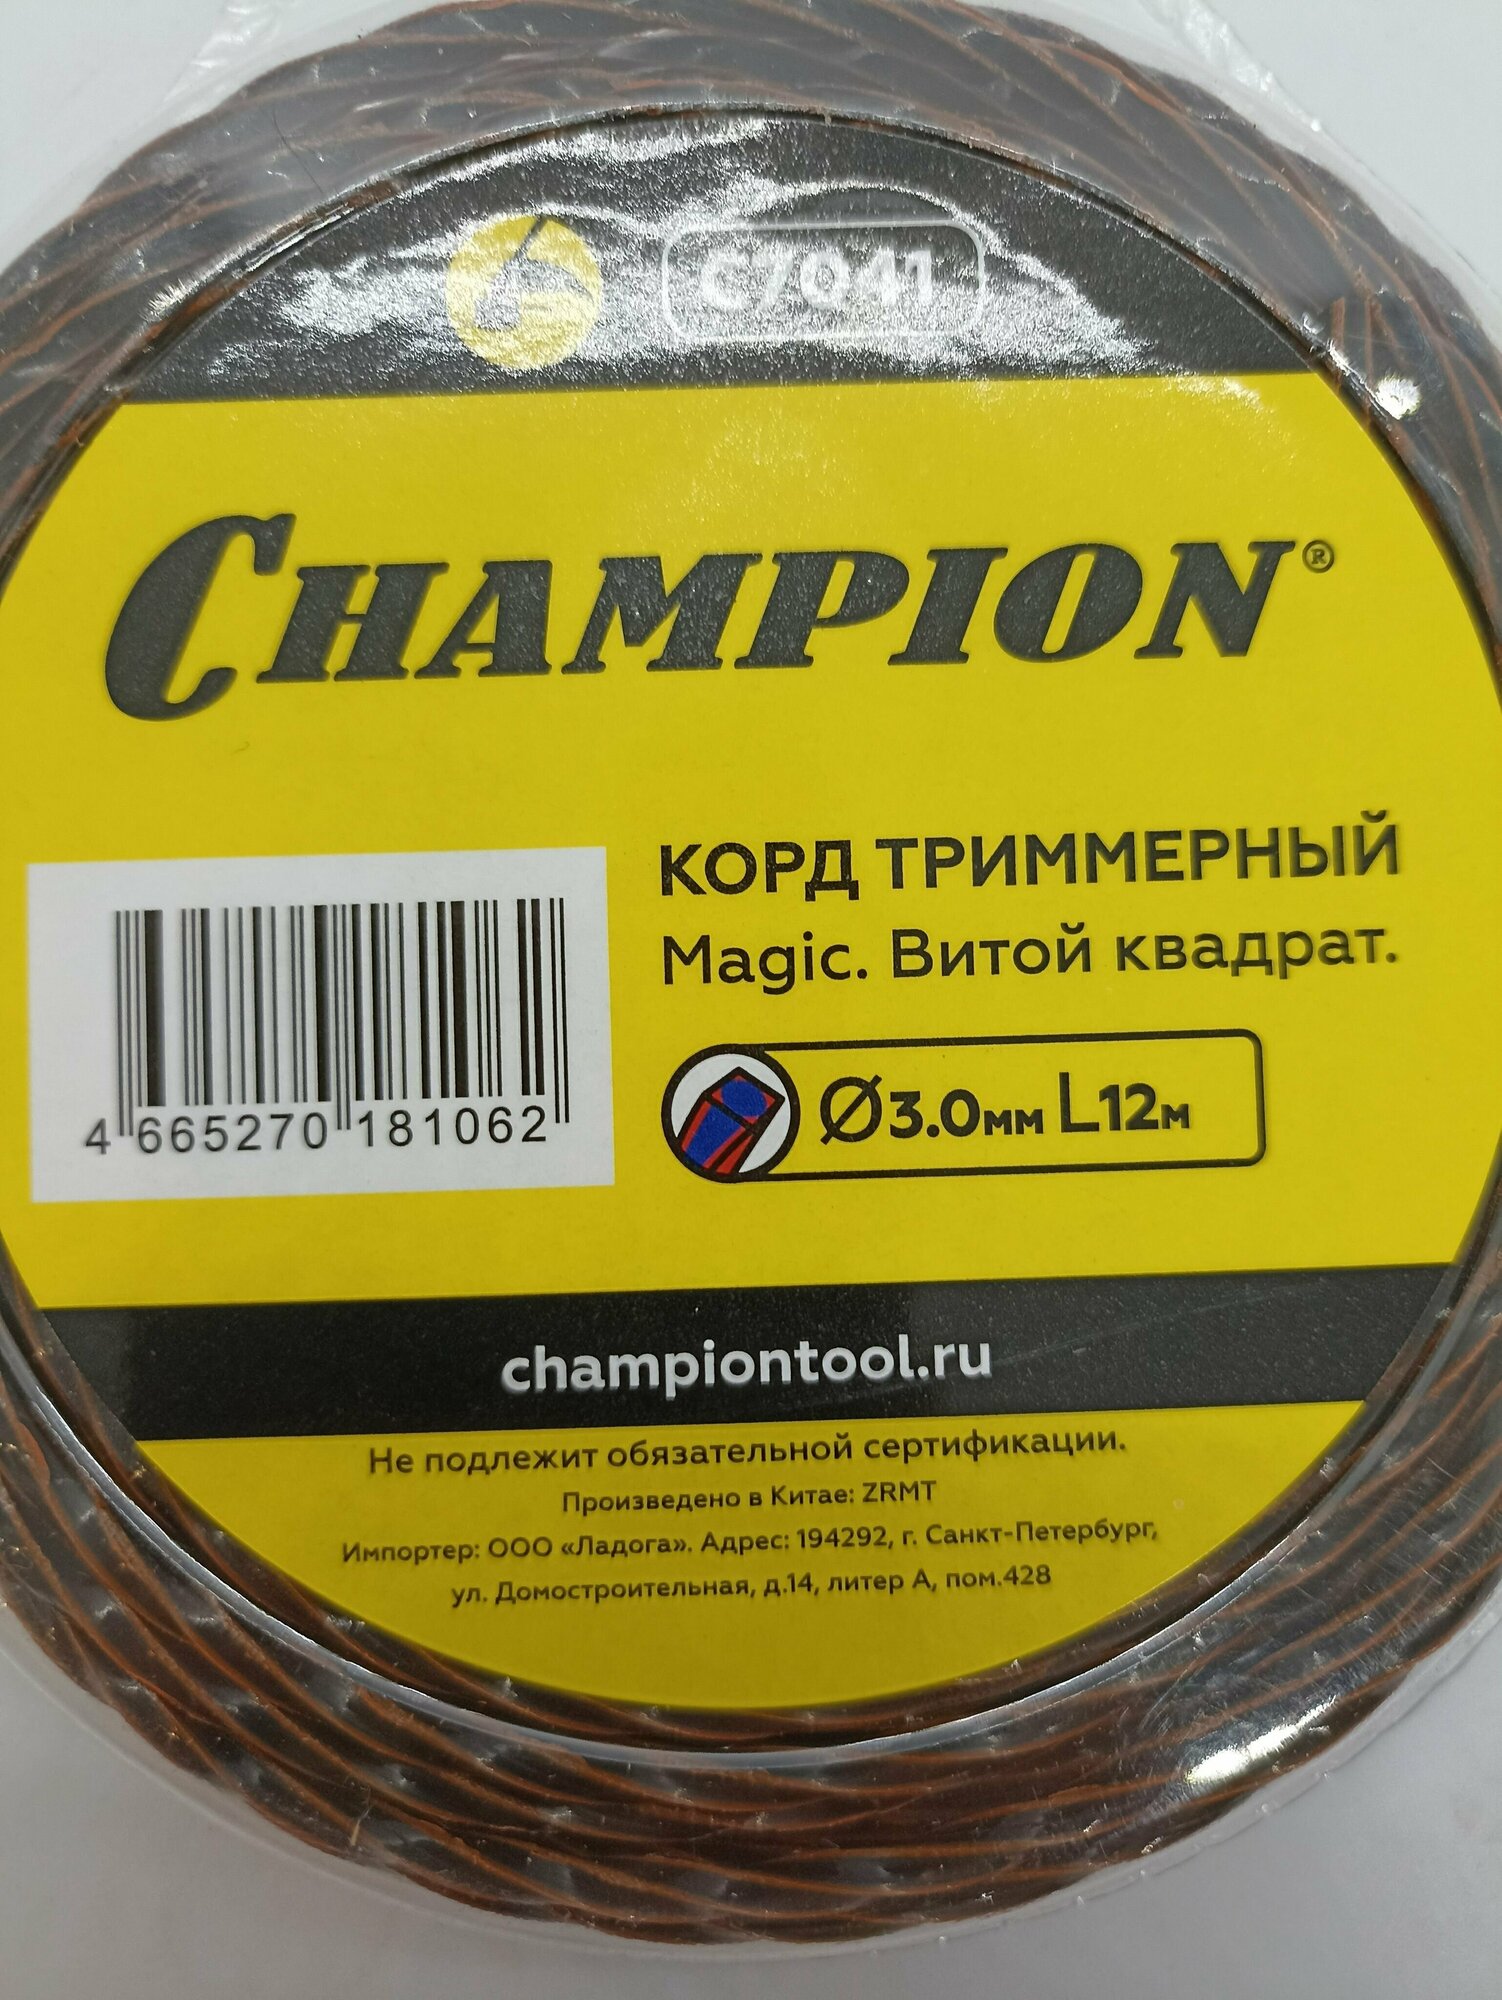 C7041
CHAMPION®
КОРД ТРИММЕРНЫЙ
Magic. Витой квадрат.
Ø3.0мм L12м
4 665270 181062
championtool.ru
Не подлежит обязательной сертификации.
Произведено в Китае: ZRMT
Импортер: ООО «Ладога». Адрес: 194292, г. Санкт-Петербург,
ул. Домостроительная, д.14, литер А, пом.428